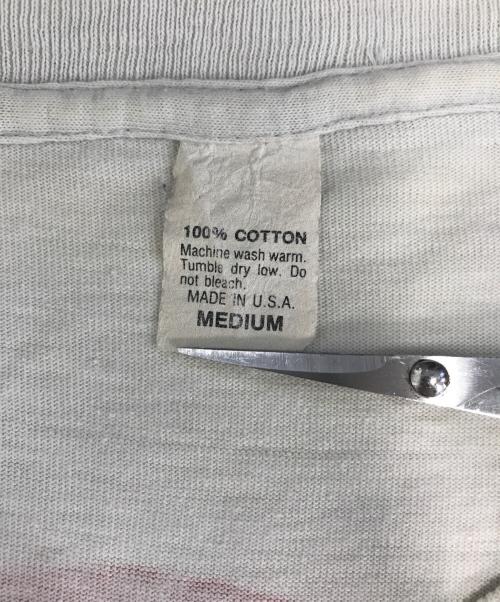 100% COTTON
Machine wash warm.
Tumble dry low. Do
not bleach.
MADE IN U.S.A.
MEDIUM